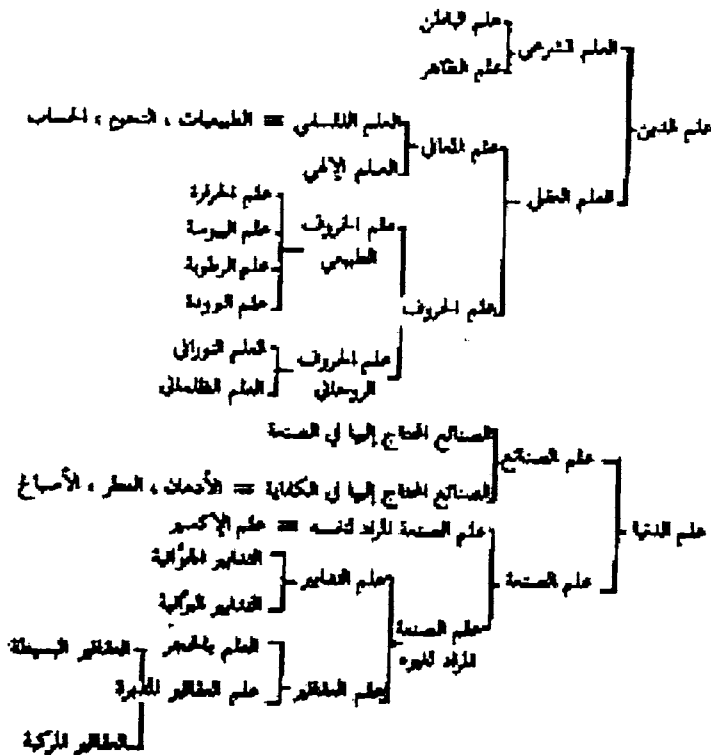 علم الباطن
العلم الشرعي
علم الظاهر
علم الدين
العلم الفلسفي = الطبيعيات ، النجوم ، الحساب
علم المعاني
العلم الإلهي
العلم العقلي
علم الحرارة
علم الحروف الطبيعي
علم اليبوسة
علم الرطوبة
علم البرودة
علم الحروف
العلم النوراني
علم الحروف الروحاني
العلم الظلماني
الصنائع المحتاج إليها في الصنعة
علم الصنائع
الصنائع المحتاج إليها في الكفاية = الأدهان ، العطر ، الأصباغ
علم الدنيا
علم الصنعة المراد لنفسه = علم الإكسير
علم الصنعة
التدابير الجوانية
علم التدابير
التدابير البرانية
علم الصنعة المراد لغيره
العلم بالحجر
العقاقير البسيطة
علم العقاقير
علم العقاقير المدبرة
العقاقير المركبة